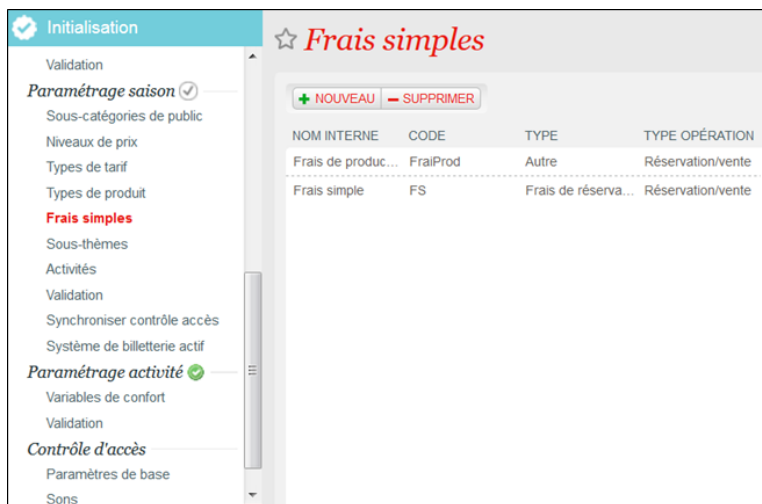 Initialisation
Validation
Paramétrage saison
Sous-catégories de public
Niveaux de prix
Types de tarif
Types de produit
Frais simples
Sous-thèmes
Activités
Validation
Synchroniser contrôle accès
Système de billetterie actif
Paramétrage activité
Variables de confort
Validation
Contrôle d'accès
Paramètres de base
Sons
Frais simples
NOUVEAU SUPPRIMER
NOM INTERNE CODE TYPE TYPE OPÉRATION
Frais de produc... FraiProd Autre Réservation/vente
Frais simple FS Frais de réserva... Réservation/vente